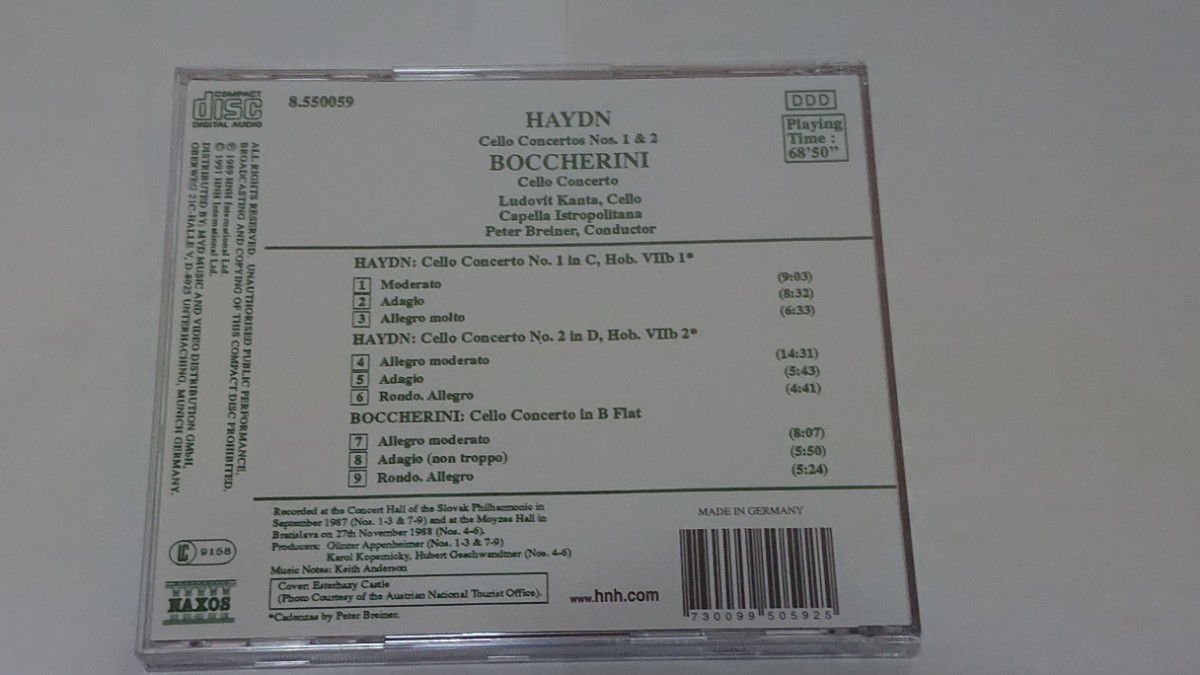 COMPACT
disc
DIGITAL AUDIO
8.550059
HAYDN
Cello Concertos Nos. 1 & 2
BOCCHERINI
Cello Concerto
Ludovít Kanta, Cello
Capella Istropolitana
Peter Breiner, Conductor
DDD
Playing
Time :
68'50"
HAYDN: Cello Concerto No. 1 in C, Hob. VIIb 1*
1 Moderato (9:03)
2 Adagio (8:32)
3 Allegro molto (6:33)
HAYDN: Cello Concerto No. 2 in D, Hob. VIIb 2*
4 Allegro moderato (14:31)
5 Adagio (5:43)
6 Rondo. Allegro (4:41)
BOCCHERINI: Cello Concerto in B Flat
7 Allegro moderato (8:07)
8 Adagio (non troppo) (5:50)
9 Rondo. Allegro (5:24)
ALL RIGHTS RESERVED. UNAUTHORISED PUBLIC PERFORMANCE,
BROADCASTING AND COPYING OF THIS COMPACT DISC PROHIBITED.
℗ 1989 HNH International Ltd.
© 1991 HNH International Ltd.
DISTRIBUTED BY: MVD MUSIC AND VIDEO DISTRIBUTION GMbH,
OBERWEG 21C-HALLE V, D-8025 UNTERHACHING, MUNICH GERMANY.
Recorded at the Concert Hall of the Slovak Philharmonic in
September 1987 (Nos. 1-3 & 7-9) and at the Moyzes Hall in
Bratislava on 27th November 1988 (Nos. 4-6).
Producers: Günter Appenheimer (Nos. 1-3 & 7-9)
Karol Kopernicky, Hubert Geschwandtner (Nos. 4-6)
Music Notes: Keith Anderson
Cover: Esterhazy Castle
(Photo Courtesy of the Austrian National Tourist Office).
*Cadenzas by Peter Breiner.
LC 9158
NAXOS
www.hnh.com
MADE IN GERMANY
730099 505925